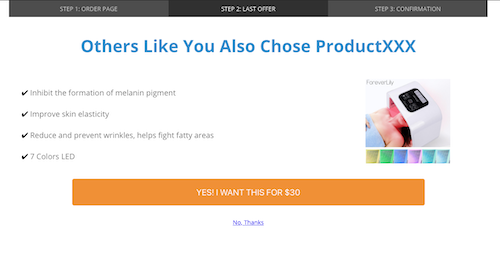 STEP 1: ORDER PAGE
STEP 2: LAST OFFER
STEP 3: CONFIRMATION
Others Like You Also Chose ProductXXX
✔ Inhibit the formation of melanin pigment
✔ Improve skin elasticity
✔ Reduce and prevent wrinkles, helps fight fatty areas
✔ 7 Colors LED
ForeverLily
YES! I WANT THIS FOR $30
No, Thanks